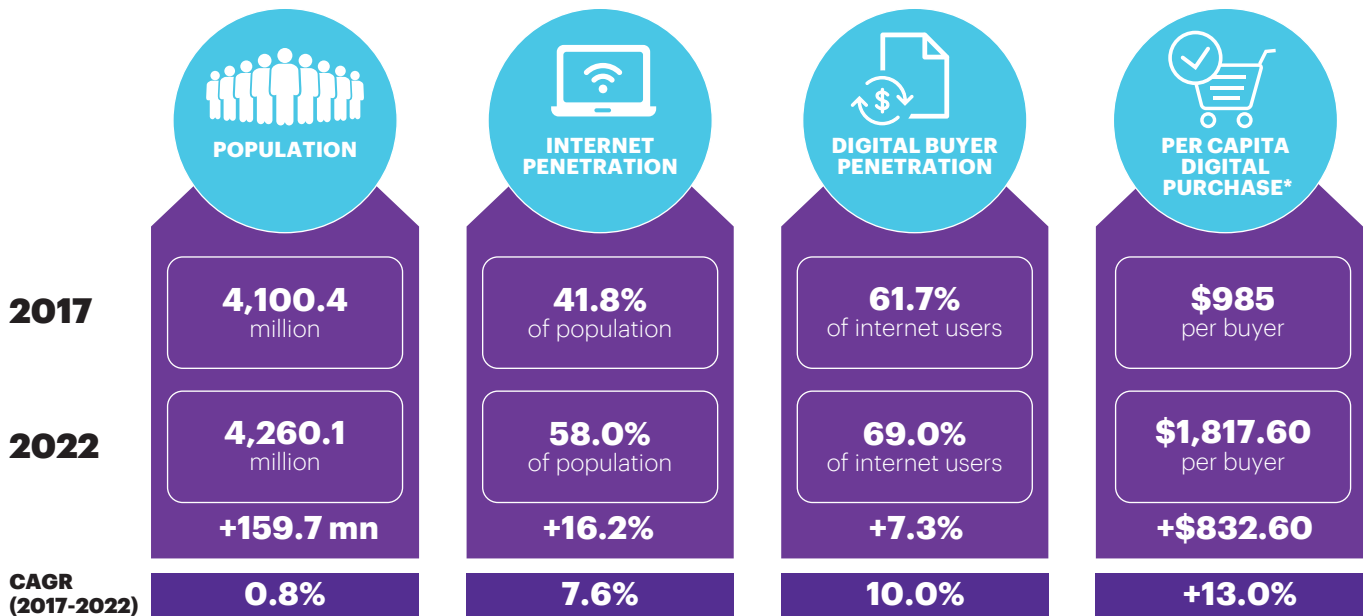 POPULATION
INTERNET
PENETRATION
DIGITAL BUYER
PENETRATION
PER CAPITA
DIGITAL
PURCHASE*
$
2017
4,100.4
million
41.8%
of population
61.7%
of internet users
$985
per buyer
2022
4,260.1
million
58.0%
of population
69.0%
of internet users
$1,817.60
per buyer
+159.7 mn
+16.2%
+7.3%
+$832.60
CAGR
(2017-2022)
0.8%
7.6%
10.0%
+13.0%